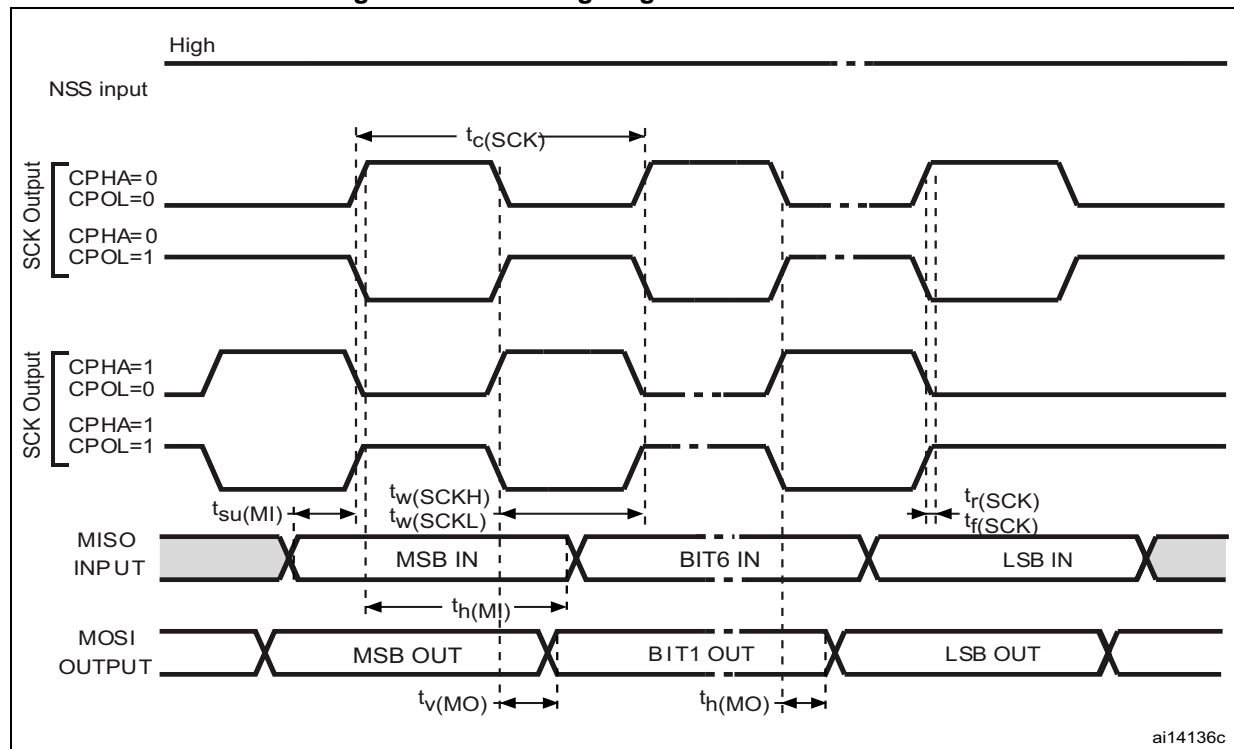 High
NSS input
tc(SCK)
SCK Output
CPHA=0
CPOL=0
CPHA=0
CPOL=1
SCK Output
CPHA=1
CPOL=0
CPHA=1
CPOL=1
tsu(MI)
tw(SCKH)
tw(SCKL)
tr(SCK)
tf(SCK)
MISO
INPUT
MSB IN
BIT6 IN
LSB IN
th(MI)
MOSI
OUTPUT
MSB OUT
BIT1 OUT
LSB OUT
tv(MO)
th(MO)
ai14136c